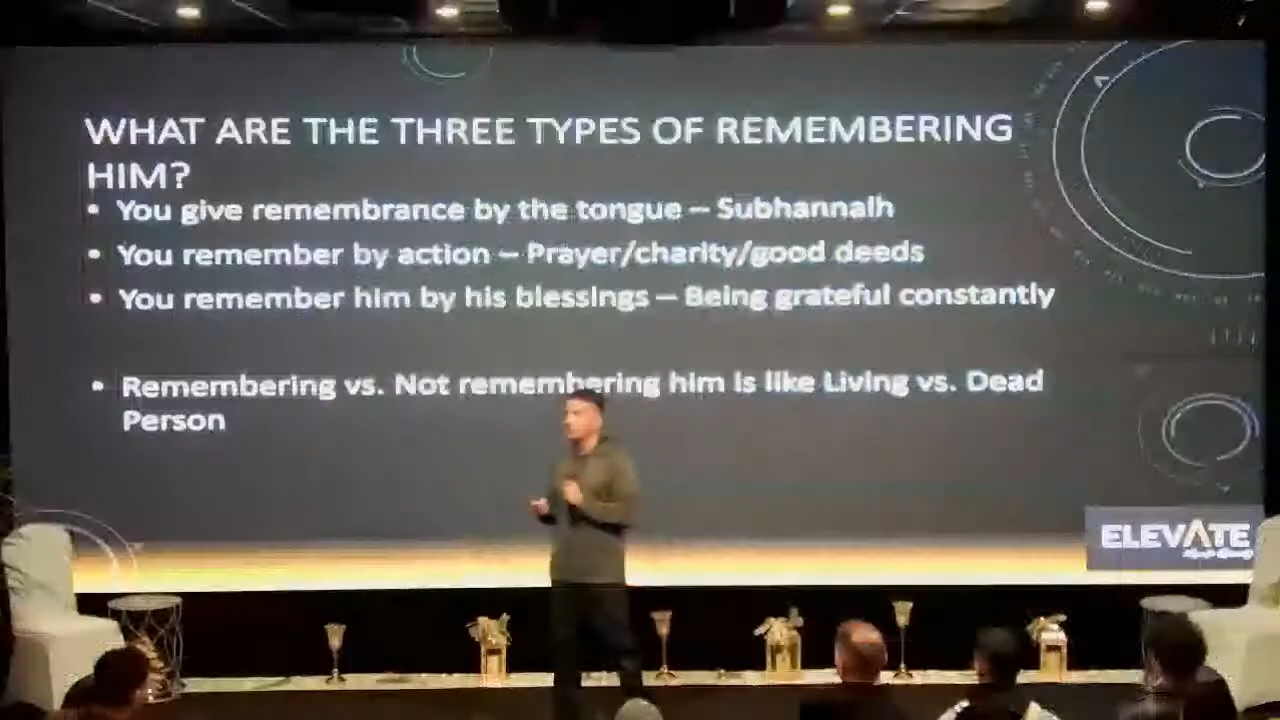 WHAT ARE THE THREE TYPES OF REMEMBERING
HIM?
• You give remembrance by the tongue – Subhannalh
• You remember by action – Prayer/charity/good deeds
• You remember him by his blessings – Being grateful constantly
• Remembering vs. Not remembering him is like Living vs. Dead
Person
ELEVATE